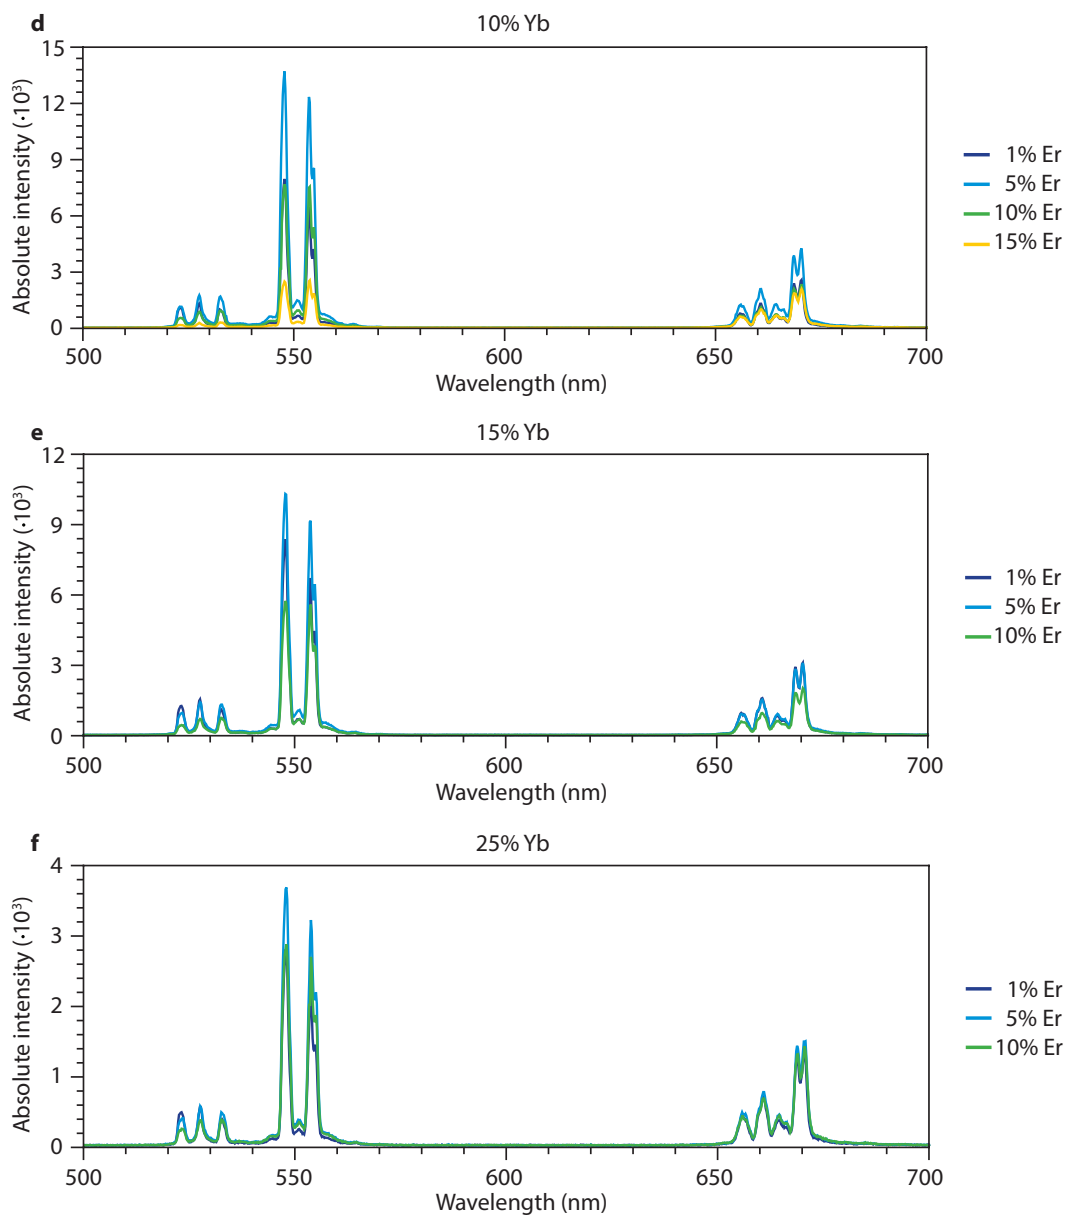 d
10% Yb
Absolute intensity (·10³)
15
12
9
6
3
0
500
550
600
650
700
Wavelength (nm)
1% Er
5% Er
10% Er
15% Er
e
15% Yb
Absolute intensity (·10³)
12
9
6
3
0
500
550
600
650
700
Wavelength (nm)
1% Er
5% Er
10% Er
f
25% Yb
Absolute intensity (·10³)
4
3
2
1
0
500
550
600
650
700
Wavelength (nm)
1% Er
5% Er
10% Er